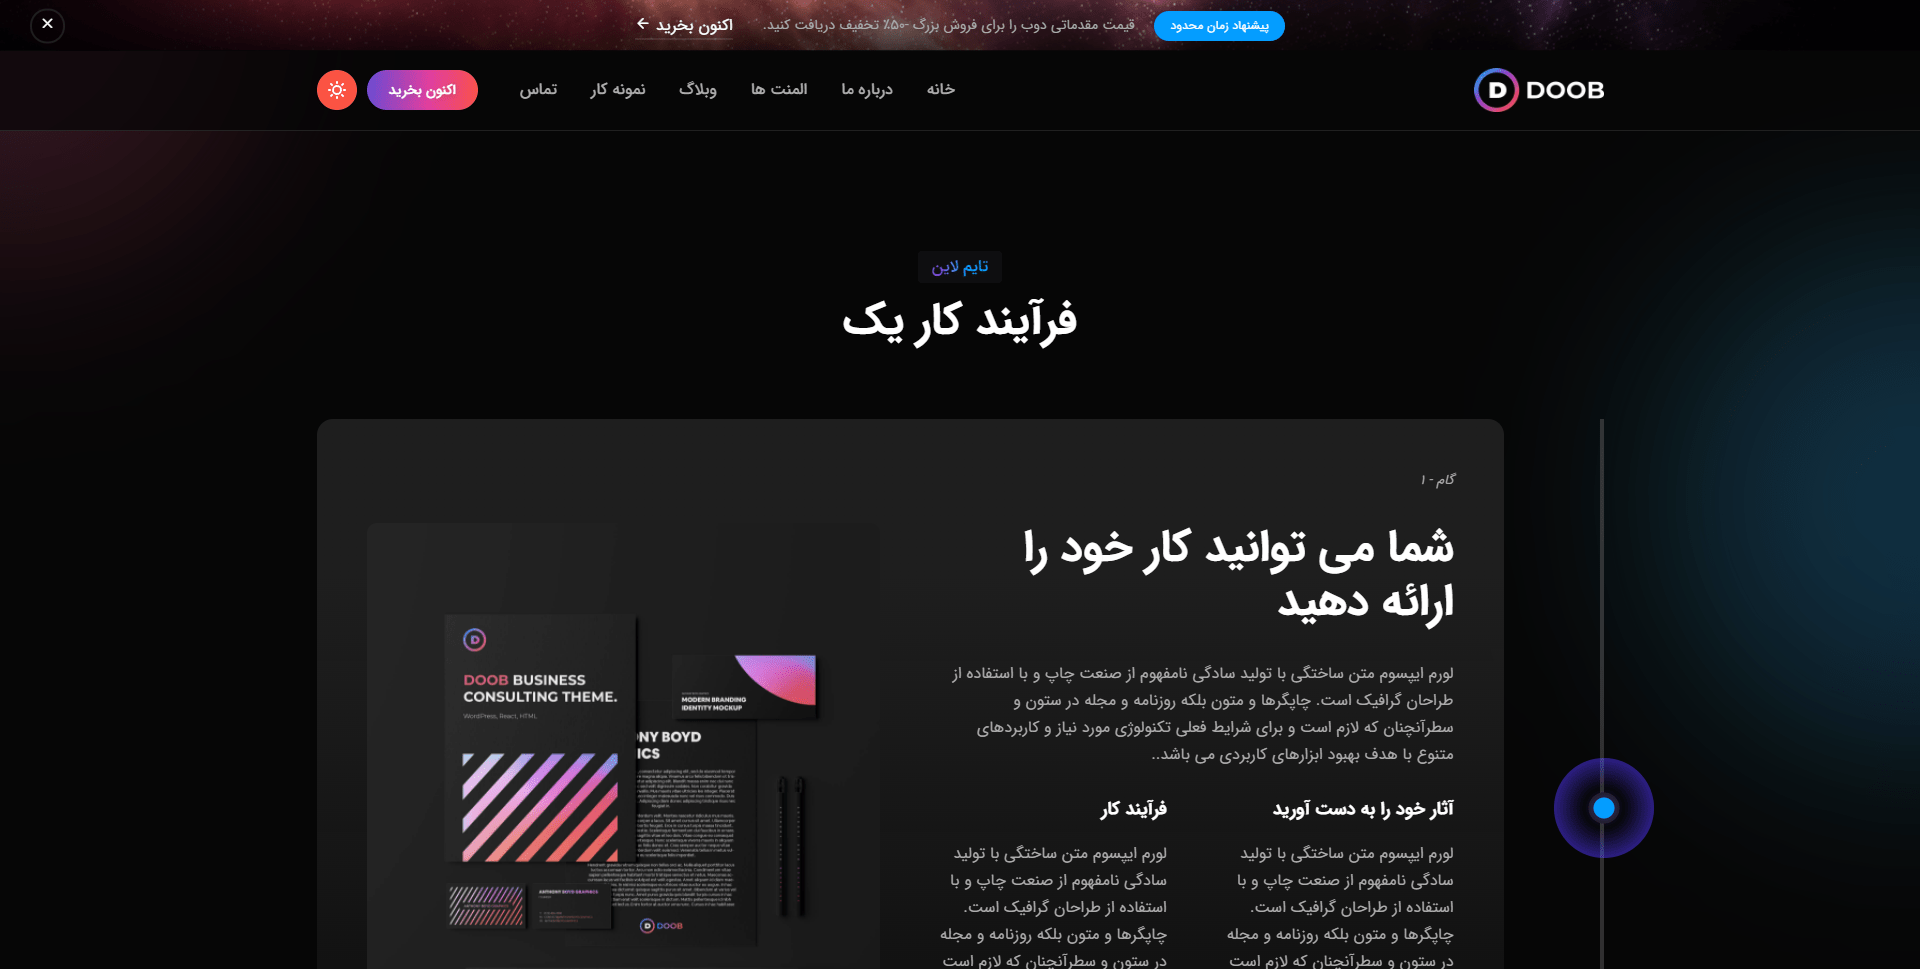 پیشنهاد زمان محدود
قیمت مقدماتی دوب را برای فروش بزرگ -۵۰٪ تخفیف دریافت کنید.
اکنون بخرید
DOOB
خانه
درباره ما
المنت ها
وبلاگ
نمونه کار
تماس
اکنون بخرید
تایم لاین
فرآیند کار یک
گام - ۱
شما می توانید کار خود را
ارائه دهید
لورم ایپسوم متن ساختگی با تولید سادگی نامفهوم از صنعت چاپ و با استفاده از
طراحان گرافیک است. چاپگرها و متون بلکه روزنامه و مجله در ستون و
سطرآنچنان که لازم است و برای شرایط فعلی تکنولوژی مورد نیاز و کاربردهای
متنوع با هدف بهبود ابزارهای کاربردی می باشد..
آثار خود را به دست آورید
لورم ایپسوم متن ساختگی با تولید
سادگی نامفهوم از صنعت چاپ و با
استفاده از طراحان گرافیک است.
چاپگرها و متون بلکه روزنامه و مجله
در ستون و سطرآنچنان که لازم است
فرآیند کار
لورم ایپسوم متن ساختگی با تولید
سادگی نامفهوم از صنعت چاپ و با
استفاده از طراحان گرافیک است.
چاپگرها و متون بلکه روزنامه و مجله
در ستون و سطرآنچنان که لازم است
D
DOOB BUSINESS
CONSULTING THEME.
WordPress, React, HTML
MODERN BRANDING
IDENTITY MOCKUP
NY BOYD
ICS
ANTHONY BOYD GRAPHICS
DOOB